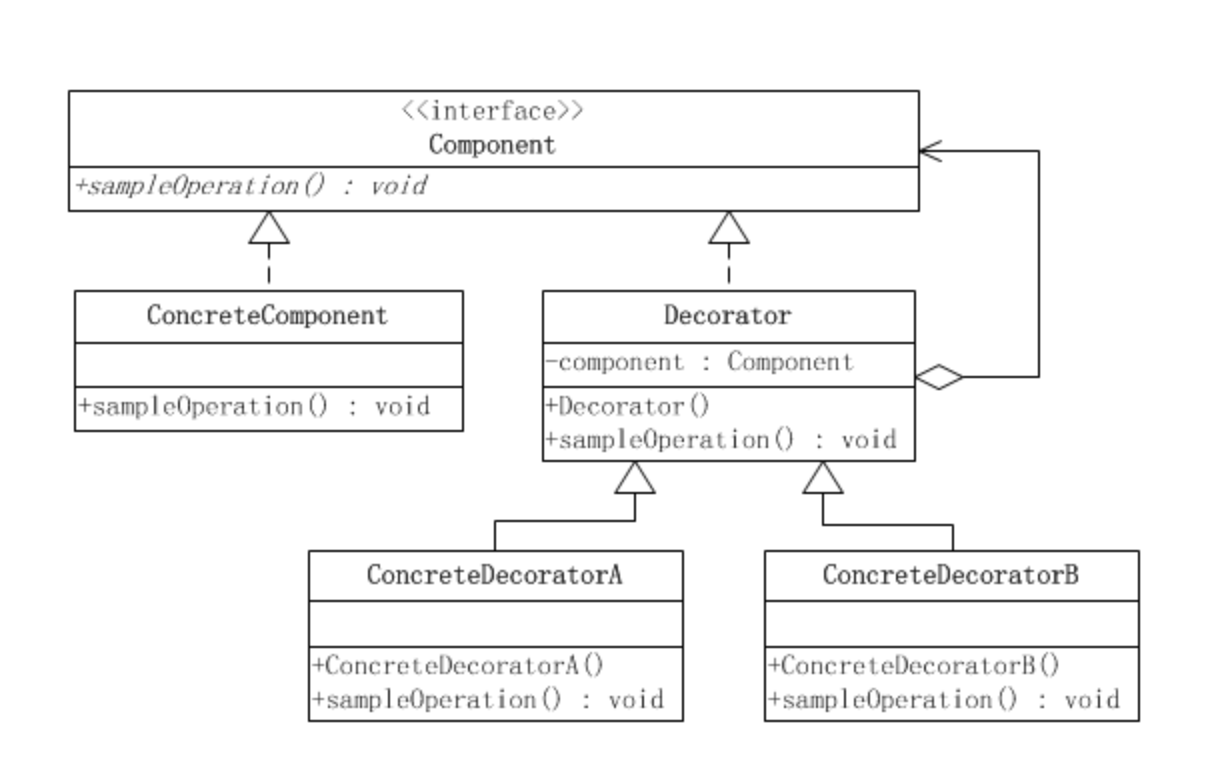 <<interface>>
Component
+sampleOperation() : void
ConcreteComponent
+sampleOperation() : void
Decorator
-component : Component
+Decorator()
+sampleOperation() : void
ConcreteDecoratorA
+ConcreteDecoratorA()
+sampleOperation() : void
ConcreteDecoratorB
+ConcreteDecoratorB()
+sampleOperation() : void